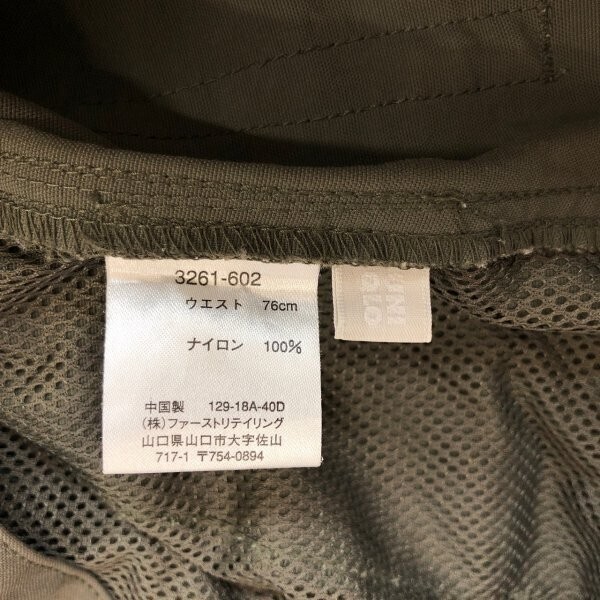 3261-602
ウエスト 76cm
ナイロン 100%
中国製 129-18A-40D
(株)ファーストリテイリング
山口県山口市大字佐山
717-1 〒754-0894
UNI
QLO